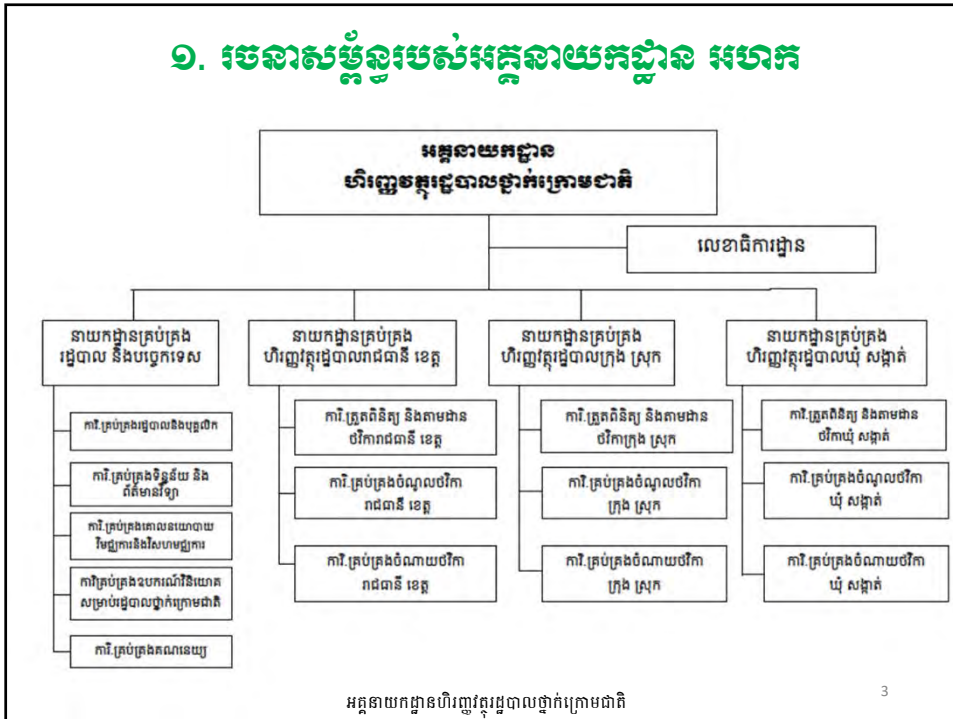 ១. រចនាសម្ព័ន្ធរបស់អគ្គនាយកដ្ឋាន អហក
អគ្គនាយកដ្ឋាន
ហិរញ្ញវត្ថុរដ្ឋបាលថ្នាក់ក្រោមជាតិ
លេខាធិការដ្ឋាន
នាយកដ្ឋានគ្រប់គ្រង
រដ្ឋបាល និងបច្ចេកទេស
នាយកដ្ឋានគ្រប់គ្រង
ហិរញ្ញវត្ថុរដ្ឋបាលរាជធានី ខេត្ត
នាយកដ្ឋានគ្រប់គ្រង
ហិរញ្ញវត្ថុរដ្ឋបាលក្រុង ស្រុក
នាយកដ្ឋានគ្រប់គ្រង
ហិរញ្ញវត្ថុរដ្ឋបាលឃុំ សង្កាត់
ការិ.គ្រប់គ្រងរដ្ឋបាលនិងបុគ្គលិក
ការិ.គ្រប់គ្រងទិន្នន័យ និង
ព័ត៌មានវិទ្យា
ការិ.គ្រប់គ្រងគោលនយោបាយ
វិមជ្ឈការនិងវិសហមជ្ឈការ
ការិគ្រប់គ្រងឧបករណ៍វិនិយោគ
សម្រាប់រដ្ឋបាលថ្នាក់ក្រោមជាតិ
ការិ.គ្រប់គ្រងគណនេយ្យ
ការិ.ត្រួតពិនិត្យ និងតាមដាន
ថវិការាជធានី ខេត្ត
ការិ.គ្រប់គ្រងចំណូលថវិកា
រាជធានី ខេត្ត
ការិ.គ្រប់គ្រងចំណាយថវិកា
រាជធានី ខេត្ត
ការិ.ត្រួតពិនិត្យ និងតាមដាន
ថវិកាក្រុង ស្រុក
ការិ.គ្រប់គ្រងចំណូលថវិកា
ក្រុង ស្រុក
ការិ.គ្រប់គ្រងចំណាយថវិកា
ក្រុង ស្រុក
ការិ.ត្រួតពិនិត្យ និងតាមដាន
ថវិកាឃុំ សង្កាត់
ការិ.គ្រប់គ្រងចំណូលថវិកា
ឃុំ សង្កាត់
ការិ.គ្រប់គ្រងចំណាយថវិកា
ឃុំ សង្កាត់
អគ្គនាយកដ្ឋានហិរញ្ញវត្ថុរដ្ឋបាលថ្នាក់ក្រោមជាតិ
3